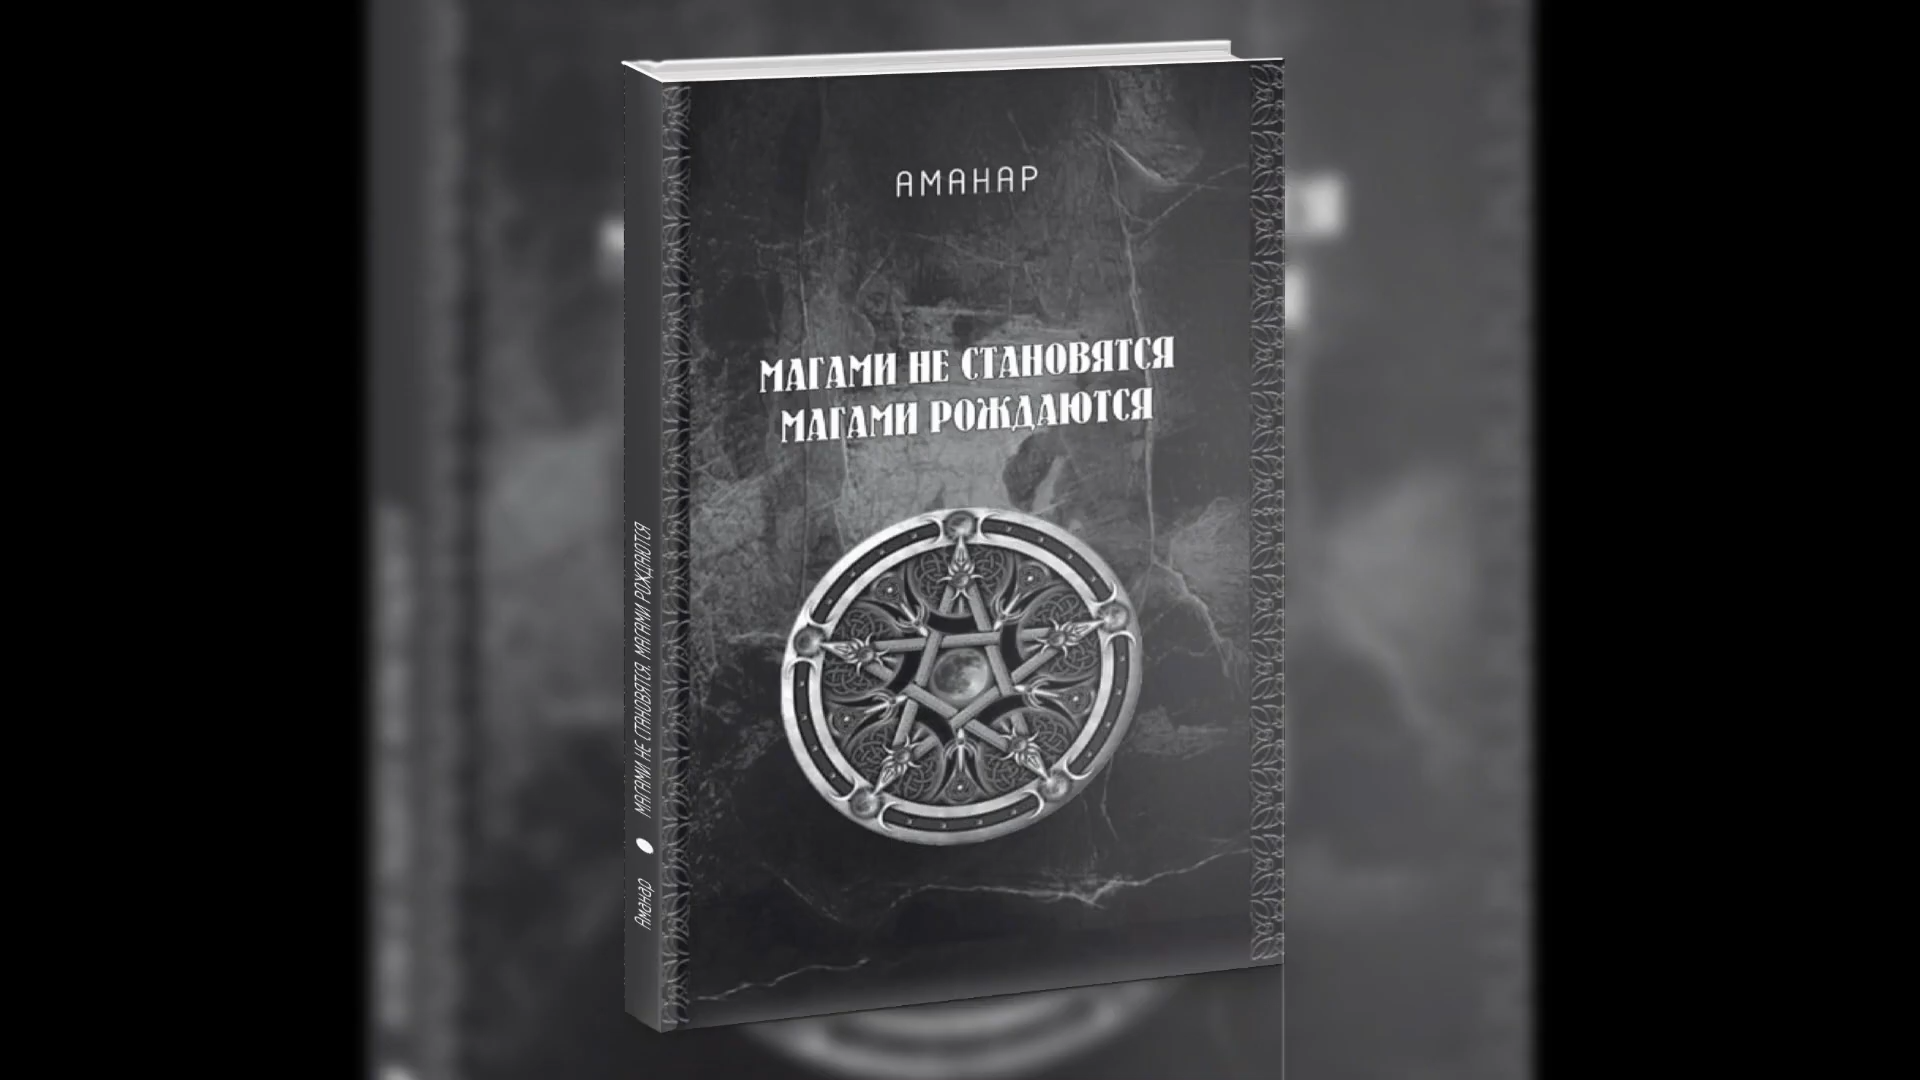 АМАНАР
МАГАМИ НЕ СТАНОВЯТСЯ
МАГАМИ РОЖДАЮТСЯ
Аманар • МАГАМИ НЕ СТАНОВЯТСЯ. МАГАМИ РОЖДАЮТСЯ